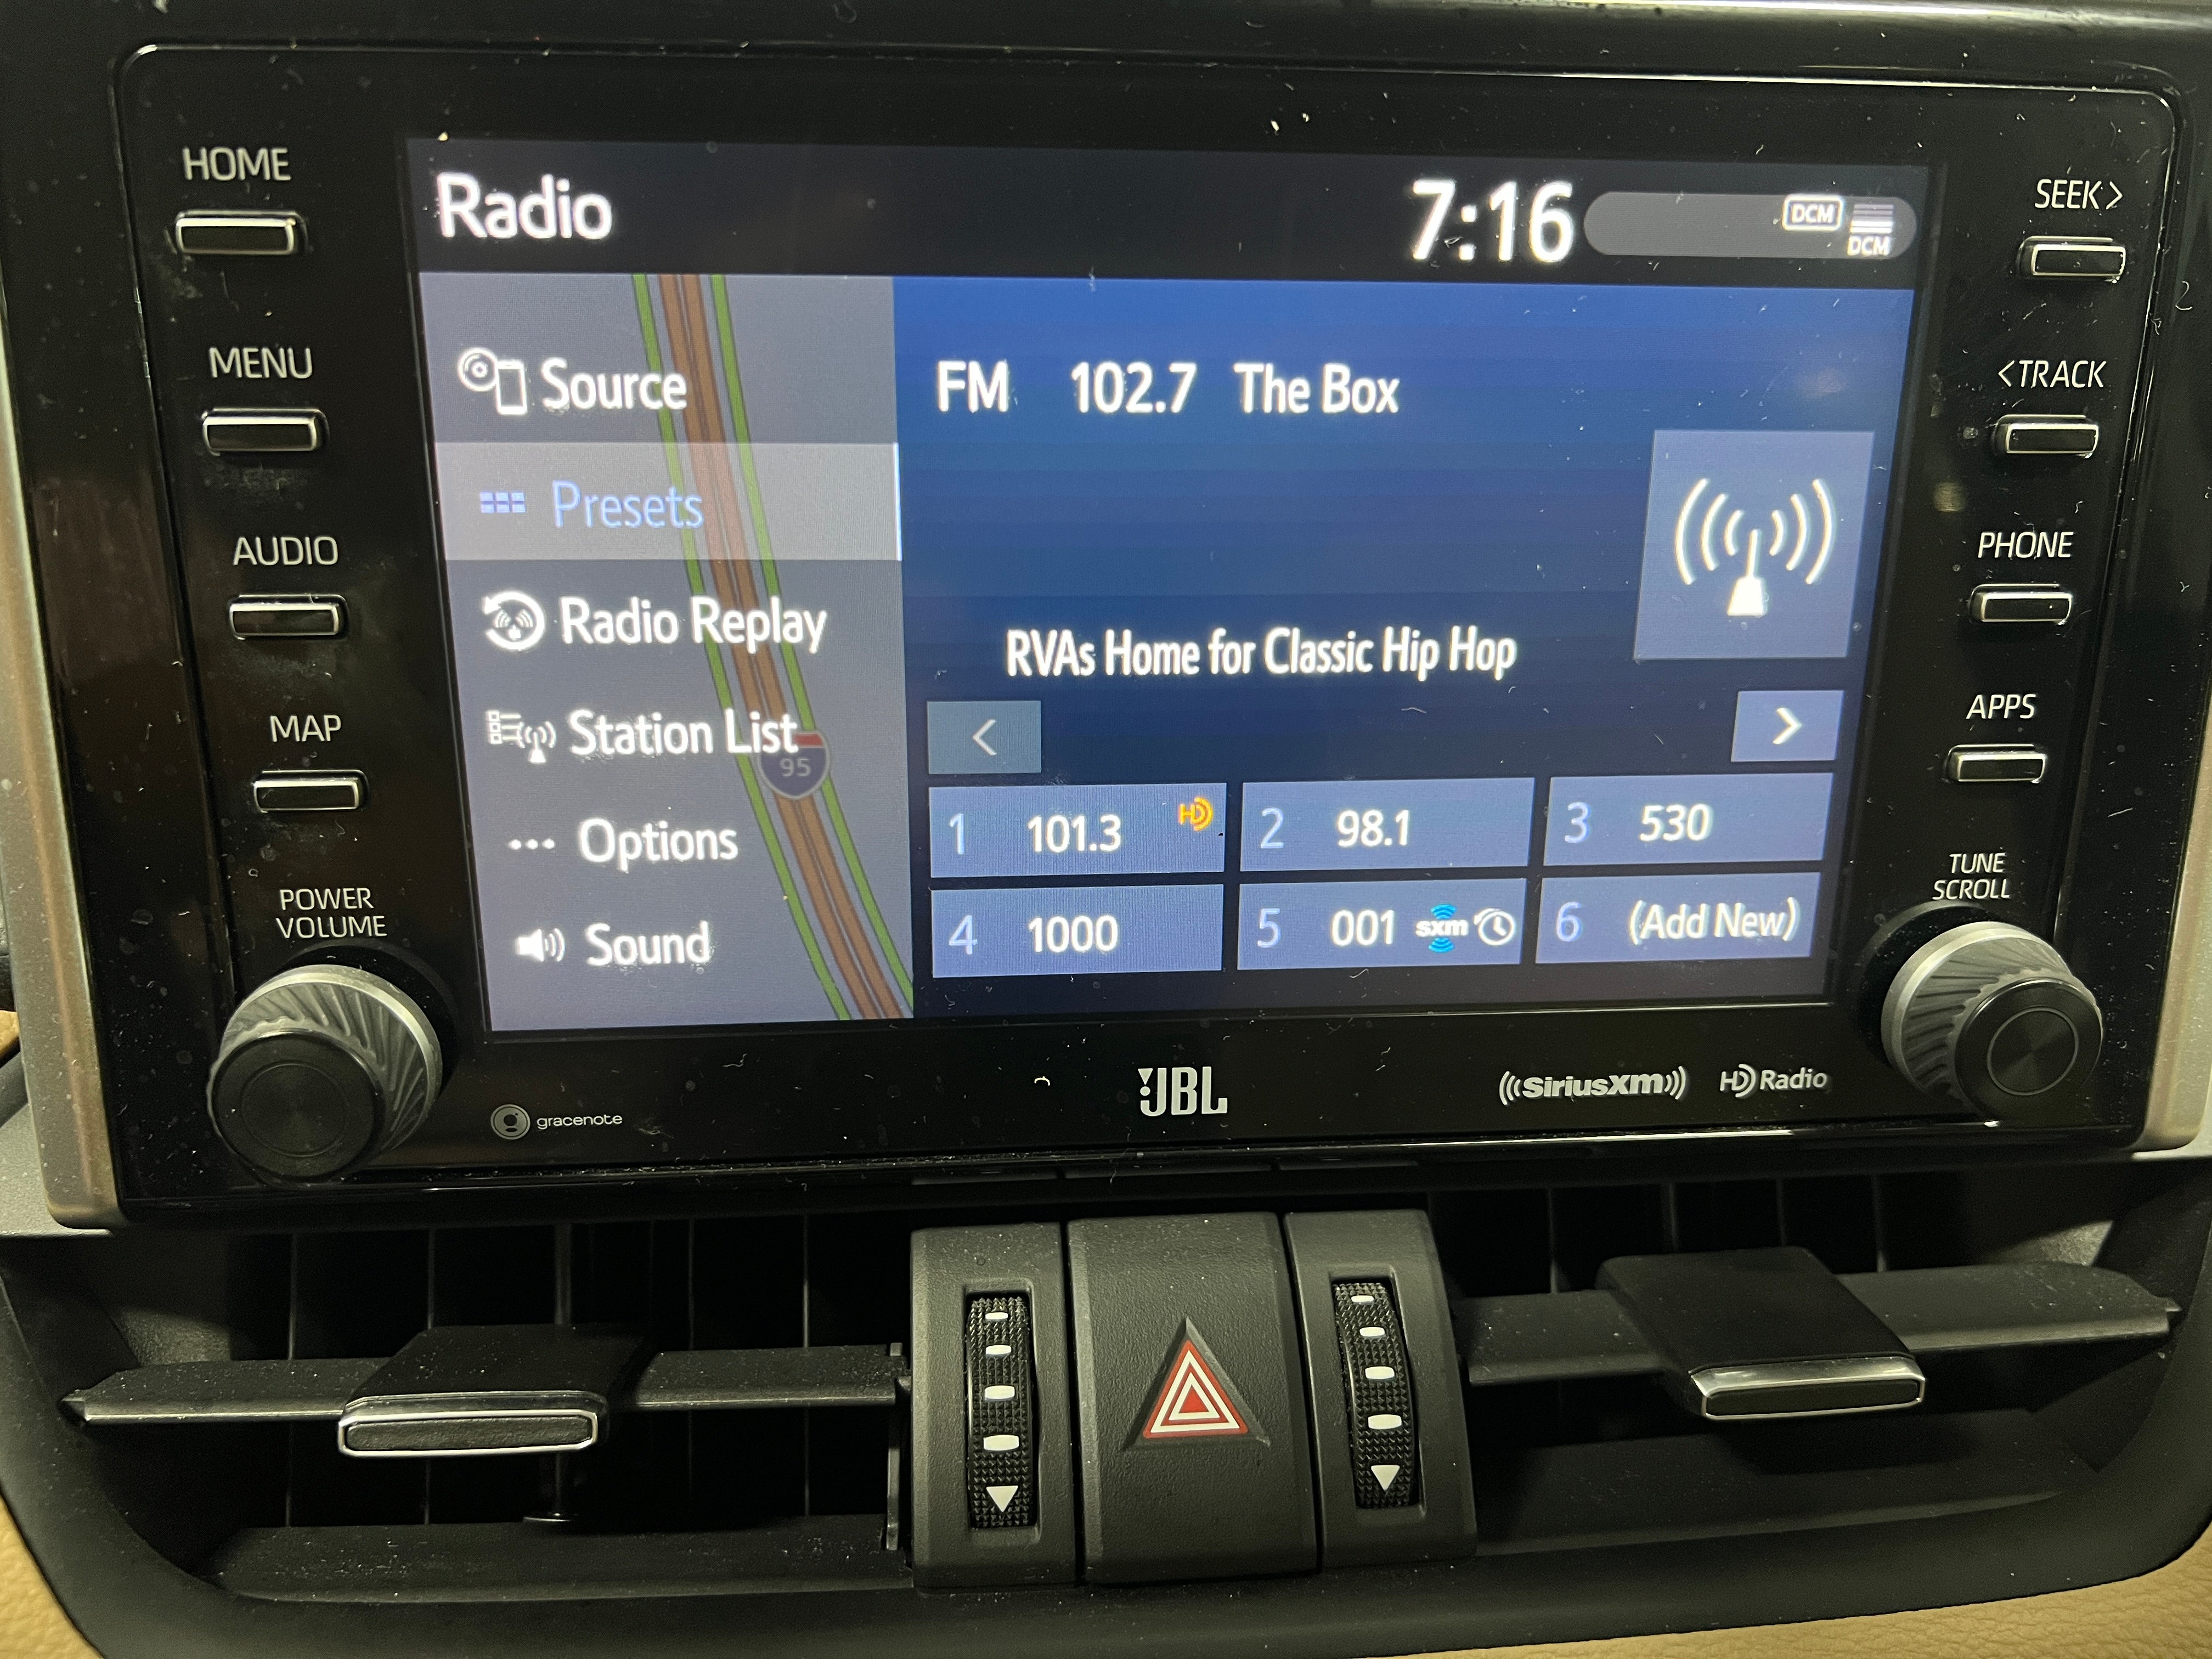 HOME
MENU
AUDIO
MAP
POWER
VOLUME
Radio
7:16
DCM
DCM
Source
Presets
Radio Replay
Station List
95
Options
Sound
FM 102.7 The Box
RVAs Home for Classic Hip Hop
< >
1 101.3 HD
2 98.1
3 530
4 1000
5 001 sxm
6 (Add New)
SEEK >
< TRACK
PHONE
APPS
TUNE
SCROLL
gracenote
JBL
((SiriusXM))
HD Radio